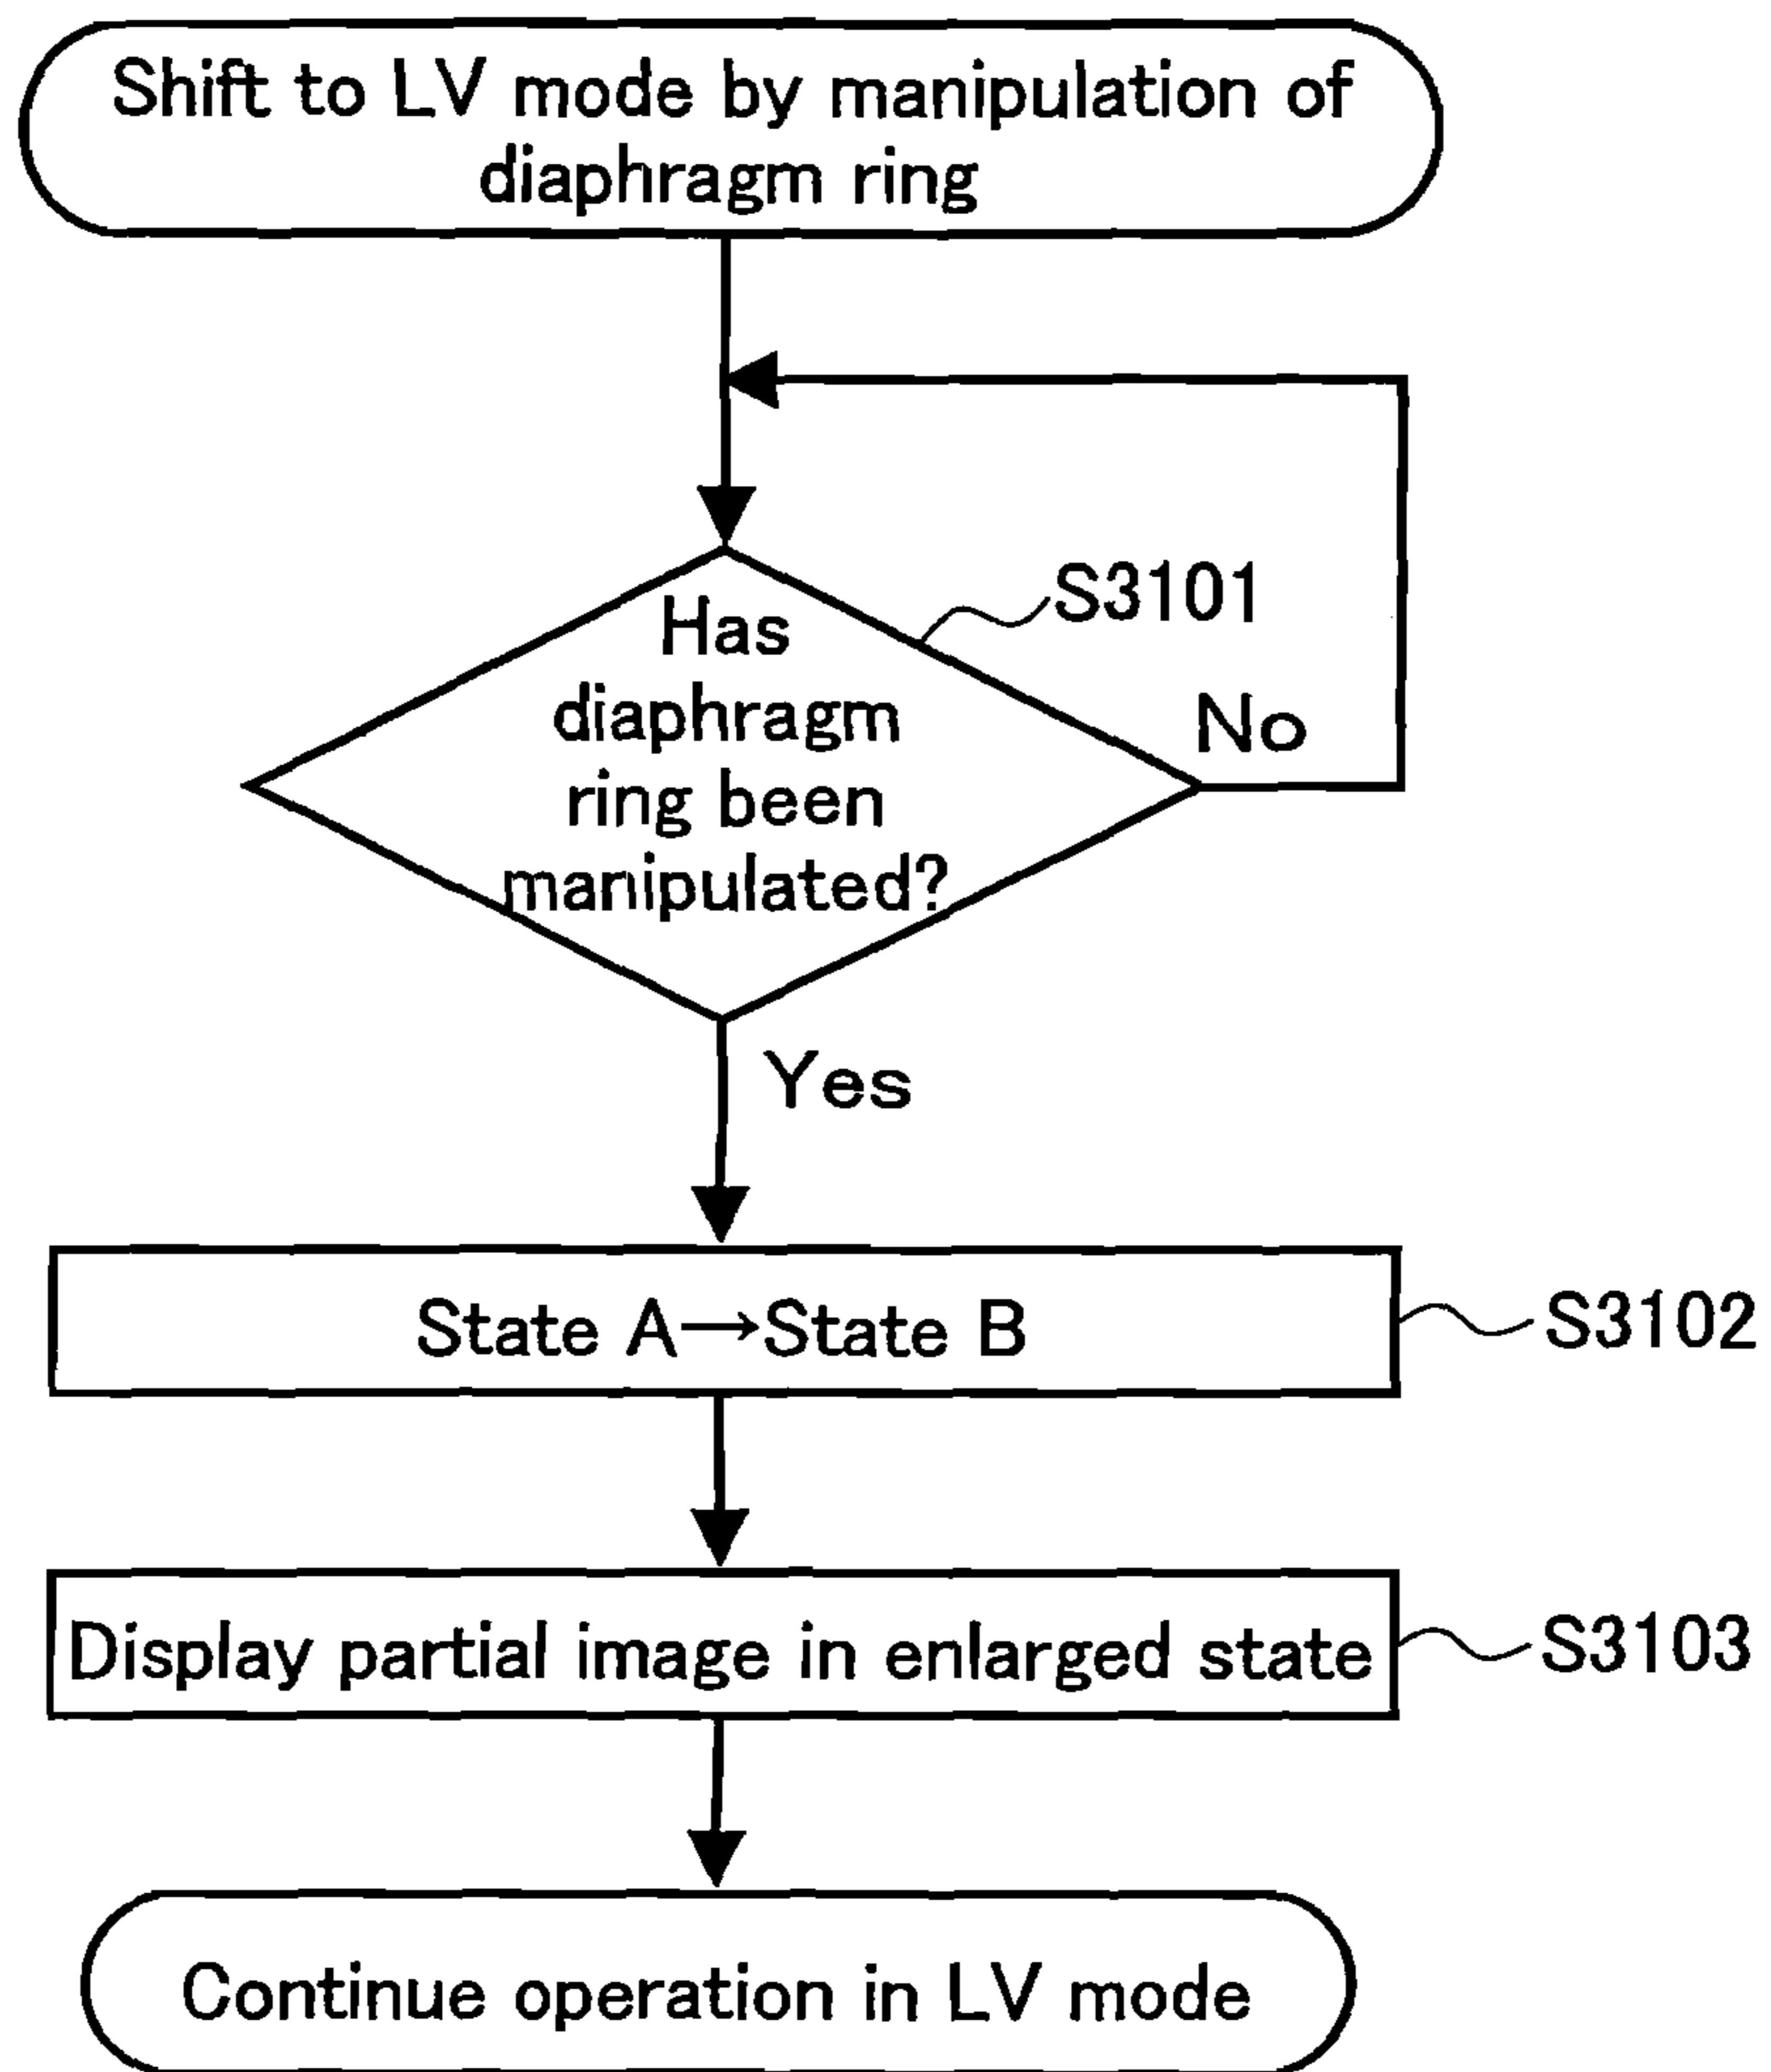 Shift to LV mode by manipulation of
diaphragm ring
S3101
Has
diaphragm
ring been
manipulated?
No
Yes
State A→State B
S3102
Display partial image in enlarged state
S3103
Continue operation in LV mode